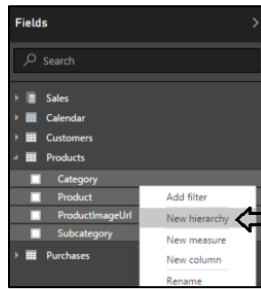 Fields
Search
Sales
Calendar
Customers
Products
Category
Product
ProductImageUrl
Subcategory
Purchases
Add filter
New hierarchy
New measure
New column
Rename